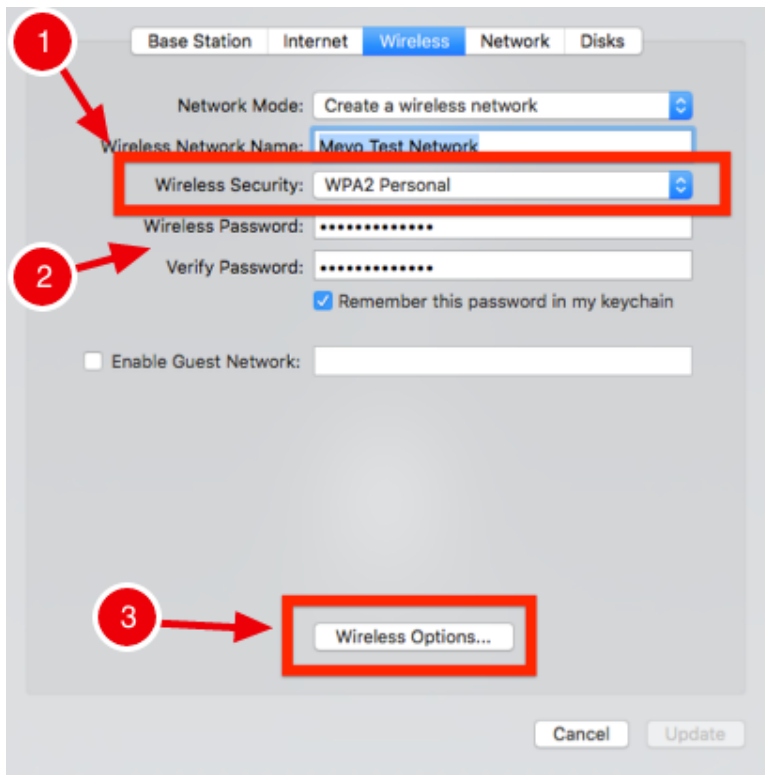 1
Base Station Internet Wireless Network Disks
Network Mode: Create a wireless network
Wireless Network Name: Mevo Test Network
Wireless Security: WPA2 Personal
Wireless Password: •••••••••••••
2
Verify Password: •••••••••••••
Remember this password in my keychain
Enable Guest Network:
3
Wireless Options...
Cancel Update